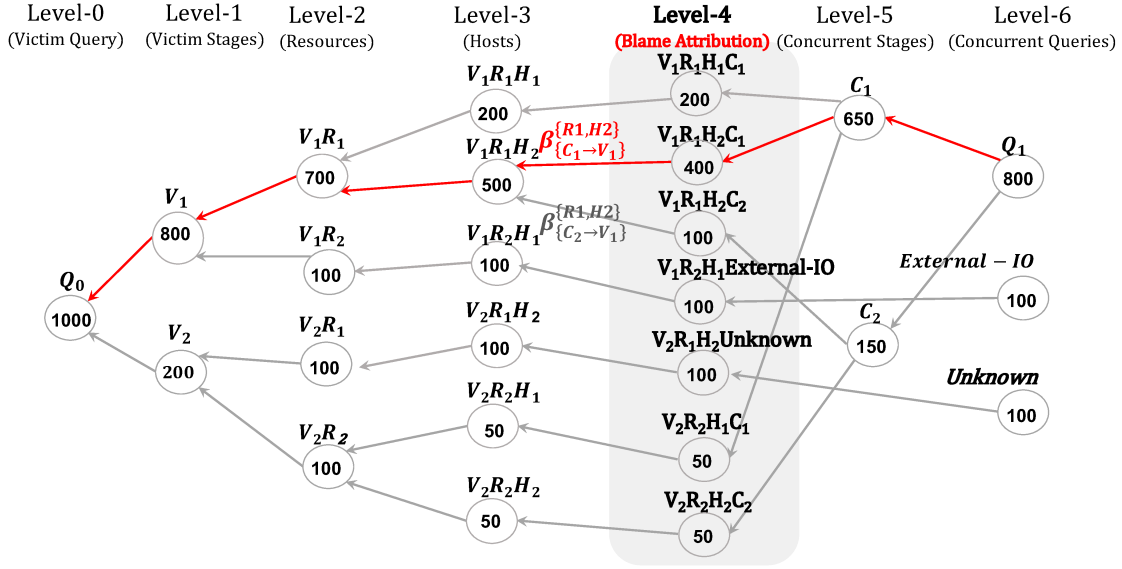 Level-0 Level-1 Level-2 Level-3 Level-4 Level-5 Level-6
(Victim Query) (Victim Stages) (Resources) (Hosts) (Blame Attribution) (Concurrent Stages) (Concurrent Queries)
V₁R₁H₁ V₁R₁H₁C₁ C₁
200 200 650
V₁R₁ V₁R₁H₂ β{R1,H2}{C₁→V₁} V₁R₁H₂C₁ Q₁
700 500 400 800
V₁ V₁R₁H₂C₂
800 β{R1,H2}{C₂→V₁} 100
V₁R₂ V₁R₂H₁ V₁R₂H₁External-IO External – IO
100 100 100 100
Q₀ V₂R₁ V₂R₁H₂ C₂
1000 100 100 150
V₂ V₂R₁H₂Unknown Unknown
200 100 100
V₂R₂H₁ V₂R₂H₁C₁
50 50
V₂R₂
100
V₂R₂H₂ V₂R₂H₂C₂
50 50